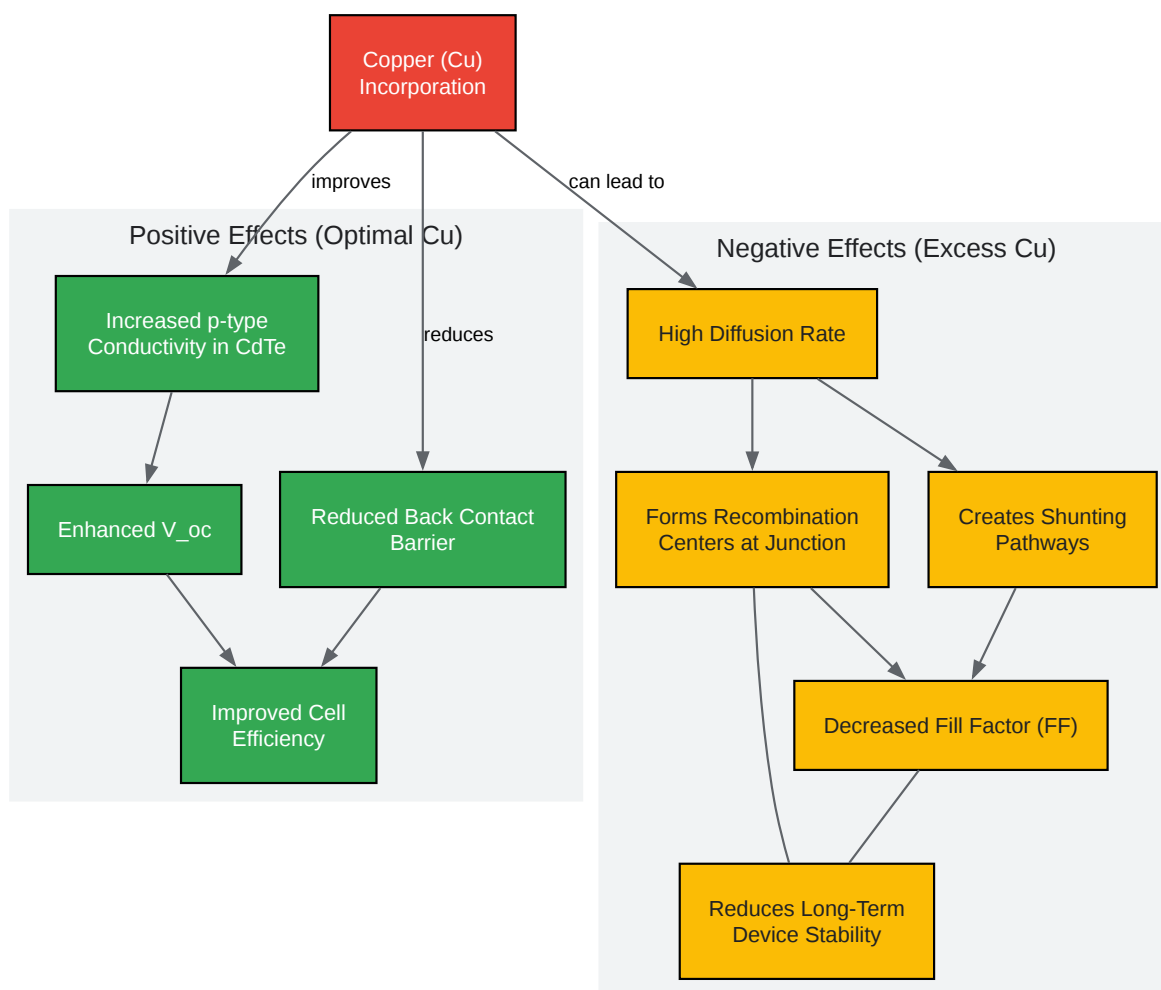 Copper (Cu)
Incorporation
improves
can lead to
Positive Effects (Optimal Cu)
Negative Effects (Excess Cu)
Increased p-type
Conductivity in CdTe
reduces
High Diffusion Rate
Enhanced V_oc
Reduced Back Contact
Barrier
Forms Recombination
Centers at Junction
Creates Shunting
Pathways
Improved Cell
Efficiency
Decreased Fill Factor (FF)
Reduces Long-Term
Device Stability